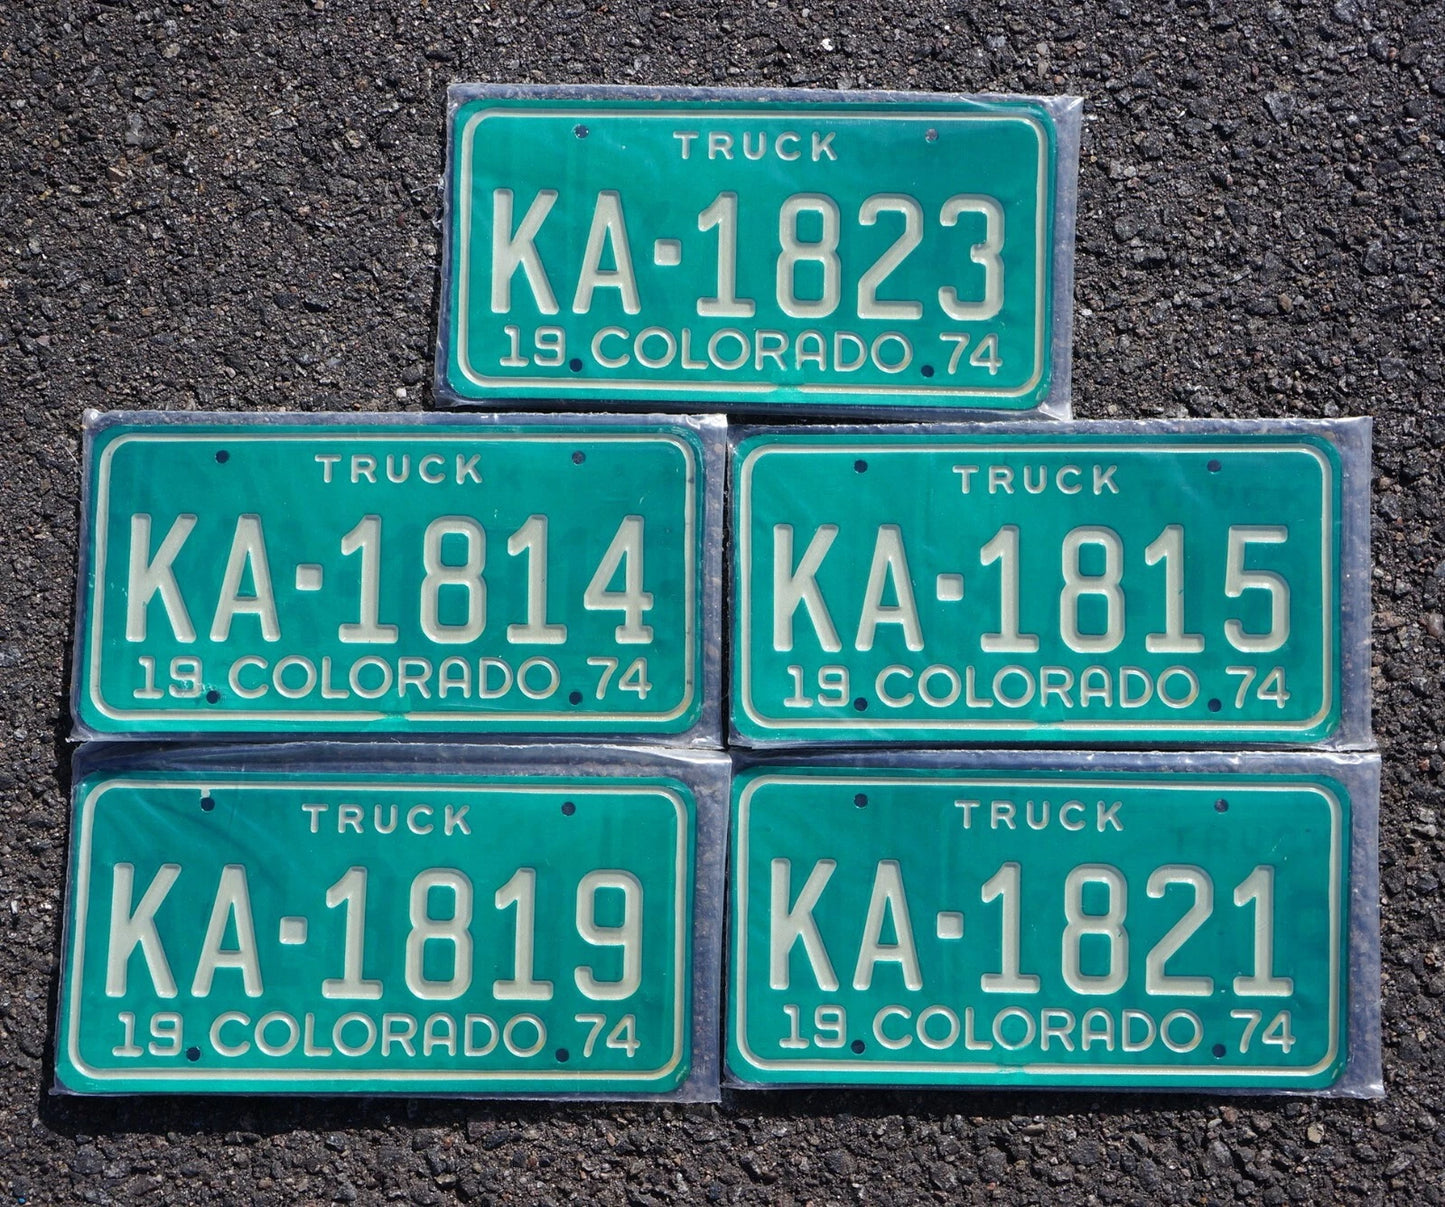 TRUCK
KA·1823
19 COLORADO 74
TRUCK
KA·1814
19 COLORADO 74
TRUCK
KA·1815
19 COLORADO 74
TRUCK
KA·1819
19 COLORADO 74
TRUCK
KA·1821
19 COLORADO 74